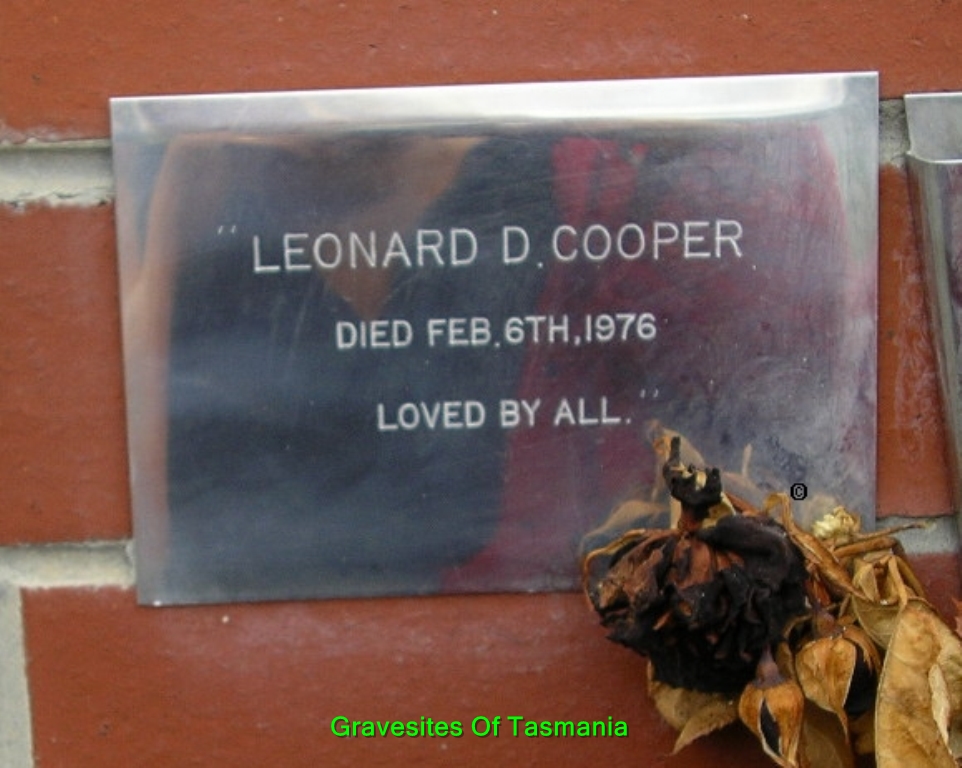 "LEONARD D. COOPER
DIED FEB. 6TH, 1976
LOVED BY ALL."
©
Gravesites Of Tasmania